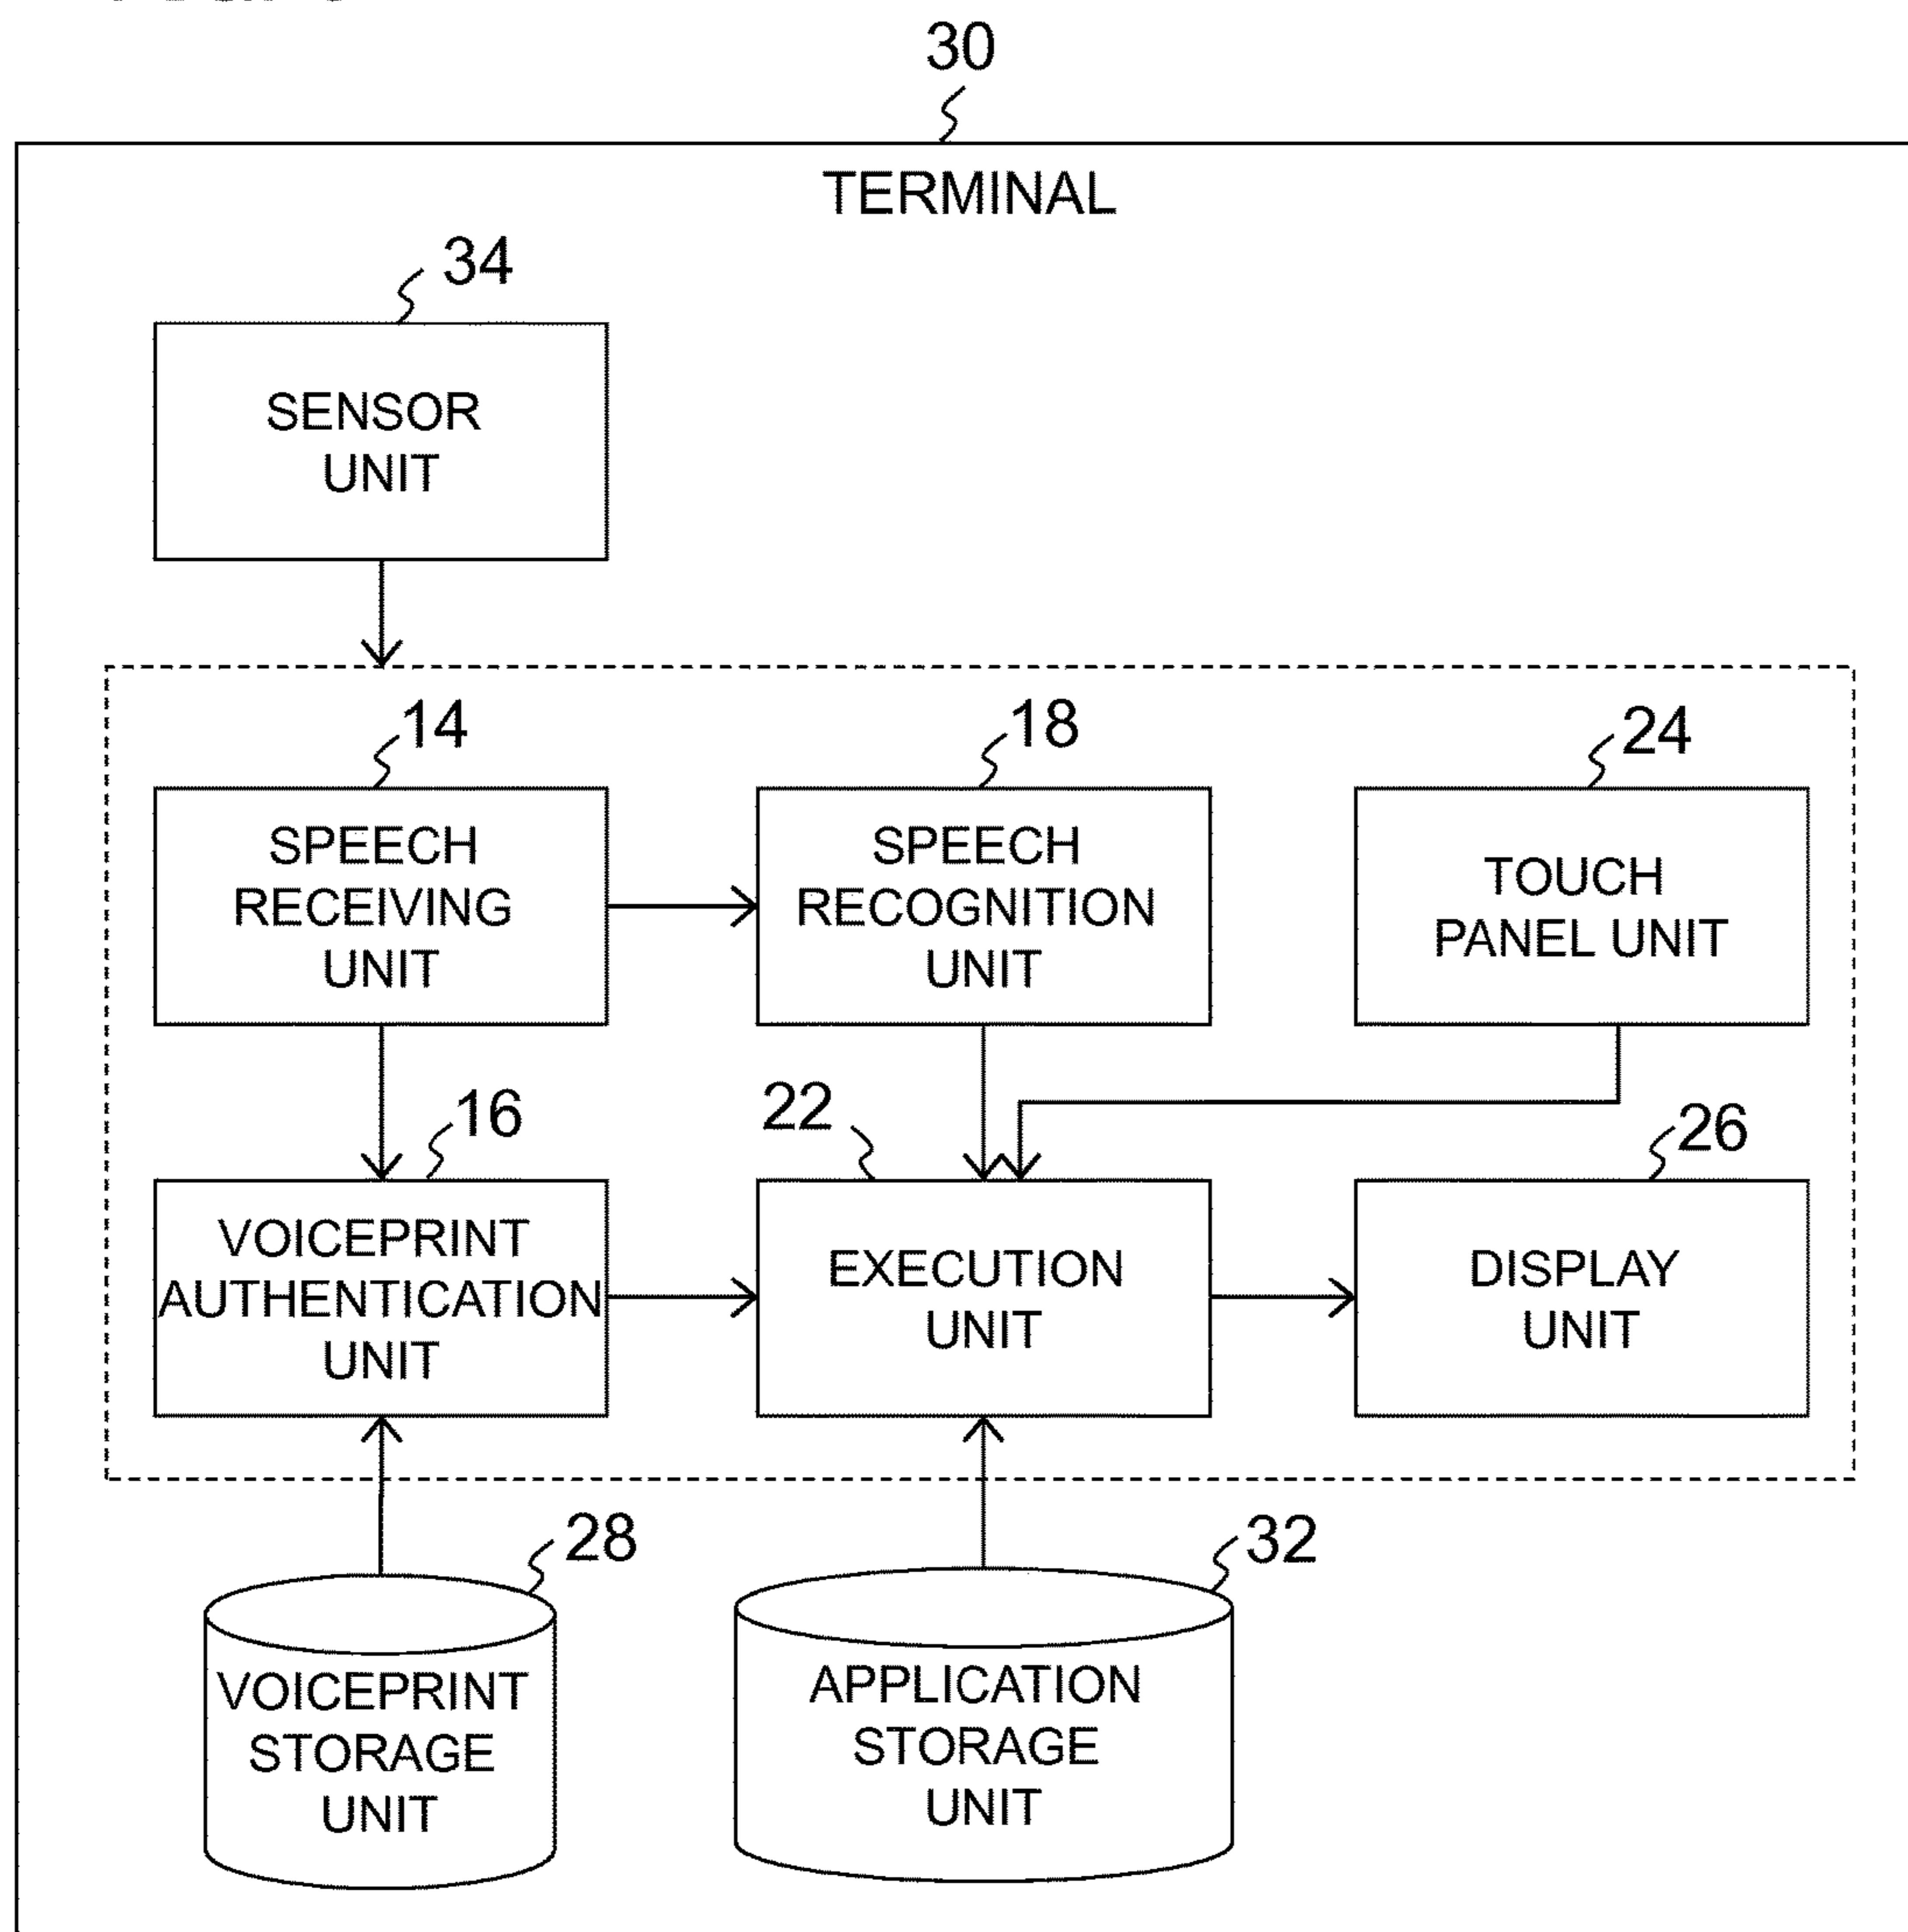 30
TERMINAL
34
SENSOR
UNIT
14
SPEECH
RECEIVING
UNIT
18
SPEECH
RECOGNITION
UNIT
24
TOUCH
PANEL UNIT
16
VOICEPRINT
AUTHENTICATION
UNIT
22
EXECUTION
UNIT
26
DISPLAY
UNIT
28
VOICEPRINT
STORAGE
UNIT
32
APPLICATION
STORAGE
UNIT